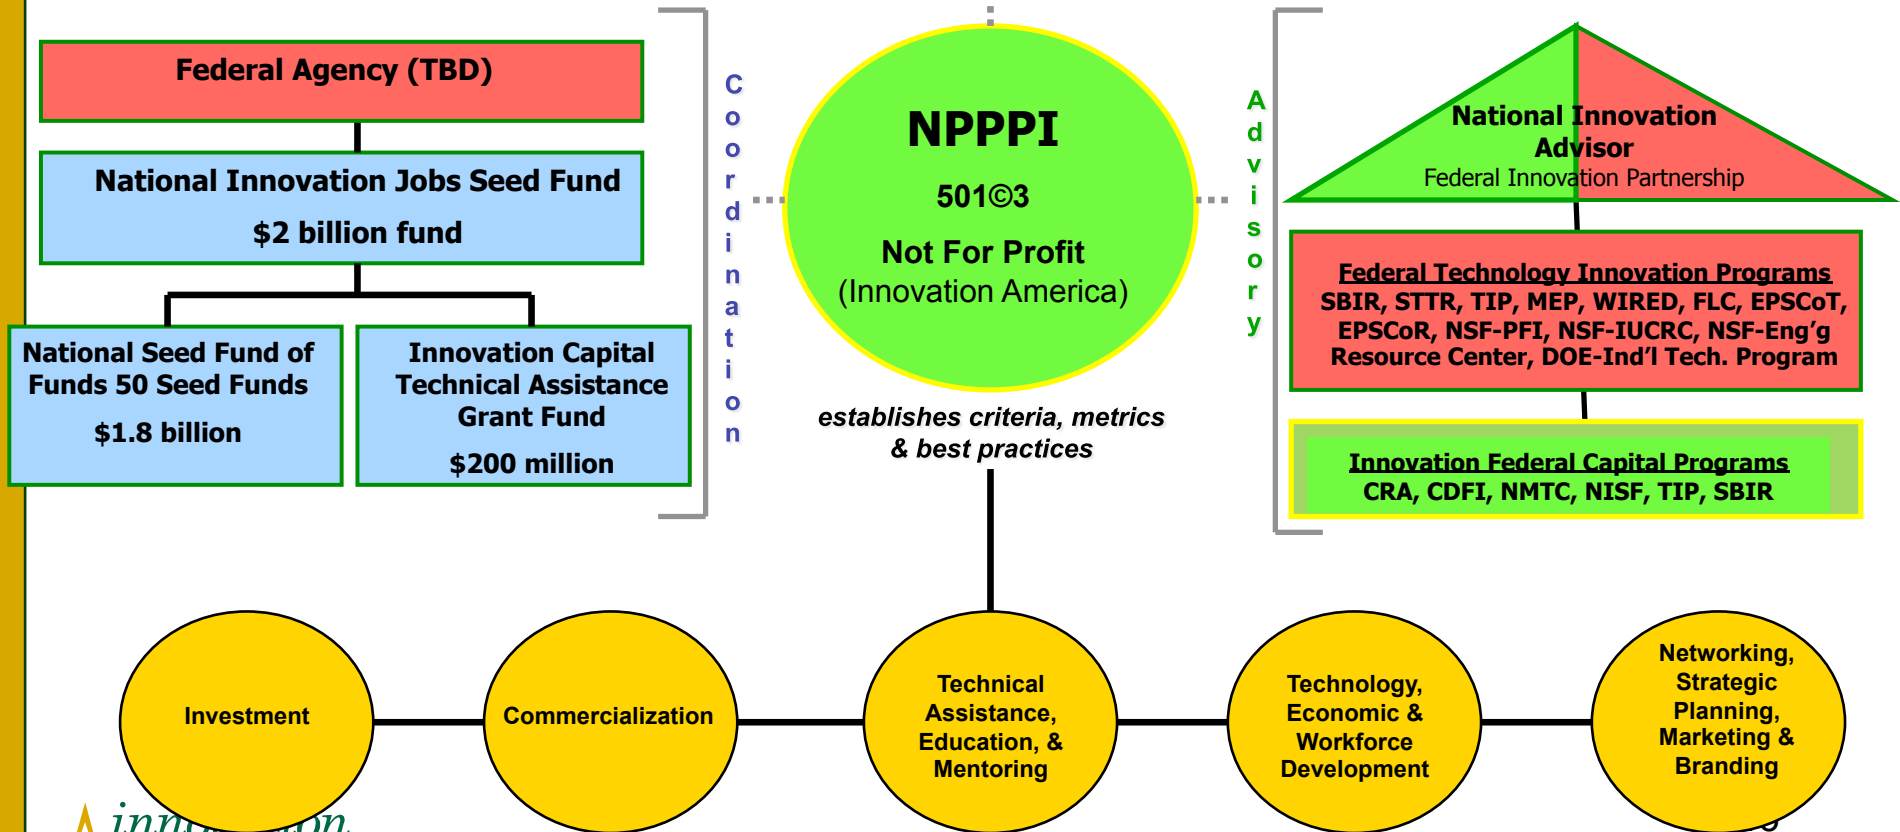 Federal Agency (TBD)
National Innovation Jobs Seed Fund
$2 billion fund
National Seed Fund of
Funds 50 Seed Funds
$1.8 billion
Innovation Capital
Technical Assistance
Grant Fund
$200 million
Coordination
NPPPI
501©3
Not For Profit
(Innovation America)
establishes criteria, metrics
& best practices
Advisory
National Innovation
Advisor
Federal Innovation Partnership
Federal Technology Innovation Programs
SBIR, STTR, TIP, MEP, WIRED, FLC, EPSCoT,
EPSCoR, NSF-PFI, NSF-IUCRC, NSF-Eng’g
Resource Center, DOE-Ind’l Tech. Program
Innovation Federal Capital Programs
CRA, CDFI, NMTC, NISF, TIP, SBIR
Investment
Commercialization
Technical
Assistance,
Education, &
Mentoring
Technology,
Economic &
Workforce
Development
Networking,
Strategic
Planning,
Marketing &
Branding